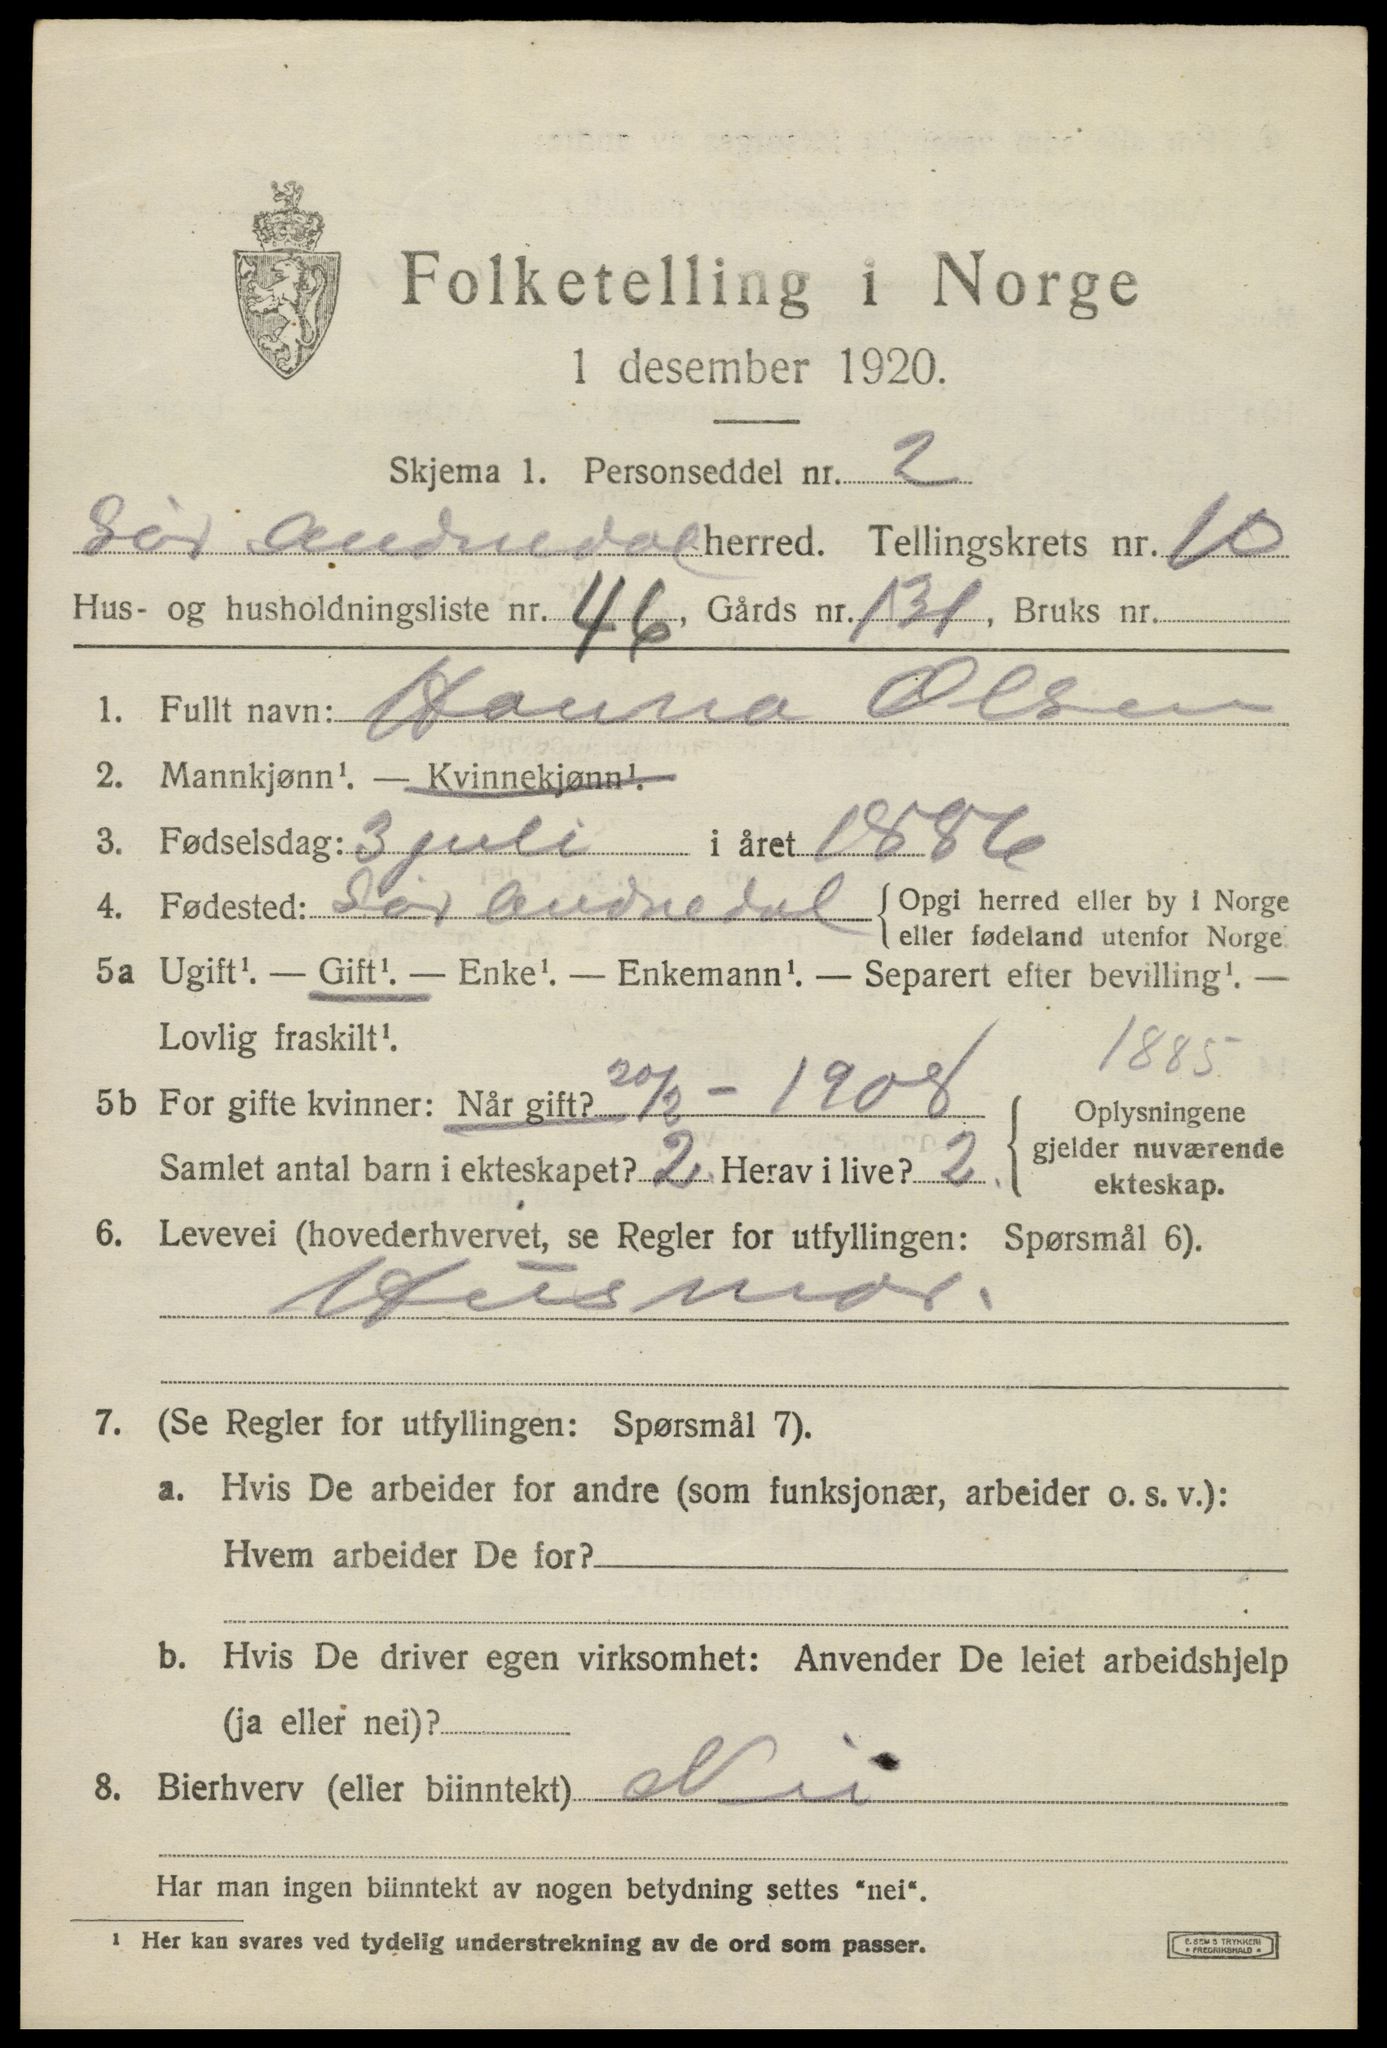 Folketelling i Norge
1 desember 1920.
Skjema 1. Personseddel nr. 2
Sør Audnedal herred. Tellingskrets nr. 10
Hus- og husholdningsliste nr. 46, Gårds nr. 131, Bruks nr.
1. Fullt navn: Hanna Olsen
2. Mannkjønn¹. — Kvinnekjønn¹.
3. Fødselsdag: 3 juli i året 1886
4. Fødested: Sør Audnedal { Opgi herred eller by i Norge
eller fødeland utenfor Norge
5a Ugift¹. — Gift¹. — Enke¹. — Enkemann¹. — Separert efter bevilling¹. —
Lovlig fraskilt¹.
1885
5b For gifte kvinner: Når gift? 20/2 - 1908
Samlet antal barn i ekteskapet? 2. Herav i live? 2.
{ Oplysningene
gjelder nuværende
ekteskap.
6. Levevei (hovederhvervet, se Regler for utfyllingen: Spørsmål 6).
Husmor.
7. (Se Regler for utfyllingen: Spørsmål 7).
a. Hvis De arbeider for andre (som funksjonær, arbeider o. s. v.):
Hvem arbeider De for?
b. Hvis De driver egen virksomhet: Anvender De leiet arbeidshjelp
(ja eller nei)?
8. Bierhverv (eller biinntekt) Nei
Har man ingen biinntekt av nogen betydning settes "nei".
¹ Her kan svares ved tydelig understrekning av de ord som passer.
E. SEM'S TRYKKERI
* FREDRIKSHALD *